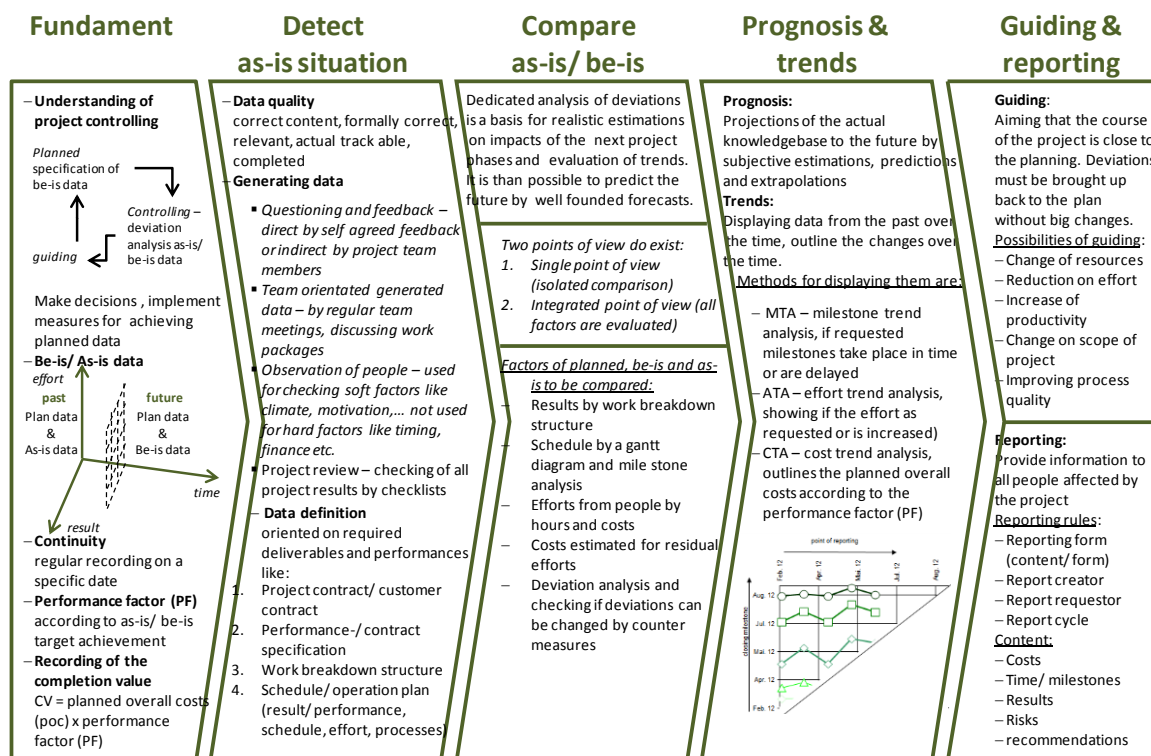 Fundament
– Understanding of
project controlling
Planned
specification of
be-is data
Controlling –
deviation
analysis as-is/
be-is data
guiding
Make decisions , implement
measures for achieving
planned data
– Be-is/ As-is data
effort
past
future
Plan data
&
As-is data
Plan data
&
Be-is data
time
result
– Continuity
regular recording on a
specific date
– Performance factor (PF)
according to as-is/ be-is
target achievement
– Recording of the
completion value
CV = planned overall costs
(poc) x performance
factor (PF)
Detect
as-is situation
– Data quality
correct content, formally correct,
relevant, actual track able,
completed
– Generating data
▪ Questioning and feedback –
direct by self agreed feedback
or indirect by project team
members
▪ Team orientated generated
data – by regular team
meetings, discussing work
packages
▪ Observation of people – used
for checking soft factors like
climate, motivation,... not used
for hard factors like timing,
finance etc.
▪ Project review – checking of all
project results by checklists
– Data definition
oriented on required
deliverables and performances
like:
1. Project contract/ customer
contract
2. Performance-/ contract
specification
3. Work breakdown structure
4. Schedule/ operation plan
(result/ performance,
schedule, effort, processes)
Compare
as-is/ be-is
Dedicated analysis of deviations
is a basis for realistic estimations
on impacts of the next project
phases and evaluation of trends.
It is than possible to predict the
future by well founded forecasts.
Two points of view do exist:
1. Single point of view
(isolated comparison)
2. Integrated point of view (all
factors are evaluated)
Factors of planned, be-is and as-
is to be compared:
– Results by work breakdown
structure
– Schedule by a gantt
diagram and mile stone
analysis
– Efforts from people by
hours and costs
– Costs estimated for residual
efforts
– Deviation analysis and
checking if deviations can
be changed by counter
measures
Prognosis &
trends
Prognosis:
Projections of the actual
knowledgebase to the future by
subjective estimations, predictions
and extrapolations
Trends:
Displaying data from the past over
the time, outline the changes over
the time.
Methods for displaying them are:
– MTA – milestone trend
analysis, if requested
milestones take place in time
or are delayed
– ATA – effort trend analysis,
showing if the effort as
requested or is increased)
– CTA – cost trend analysis,
outlines the planned overall
costs according to the
performance factor (PF)
point of reporting
Feb. 12
Apr. 12
Mai. 12
Jul. 12
Aug. 12
closing milestone
Aug. 12
Jul. 12
Mai. 12
Apr. 12
Feb. 12
Guiding &
reporting
Guiding:
Aiming that the course
of the project is close to
the planning. Deviations
must be brought up
back to the plan
without big changes.
Possibilities of guiding:
– Change of resources
– Reduction on effort
– Increase of
productivity
– Change on scope of
project
– Improving process
quality
Reporting:
Provide information to
all people affected by
the project
Reporting rules:
– Reporting form
(content/ form)
– Report creator
– Report requestor
– Report cycle
Content:
– Costs
– Time/ milestones
– Results
– Risks
– recommendations